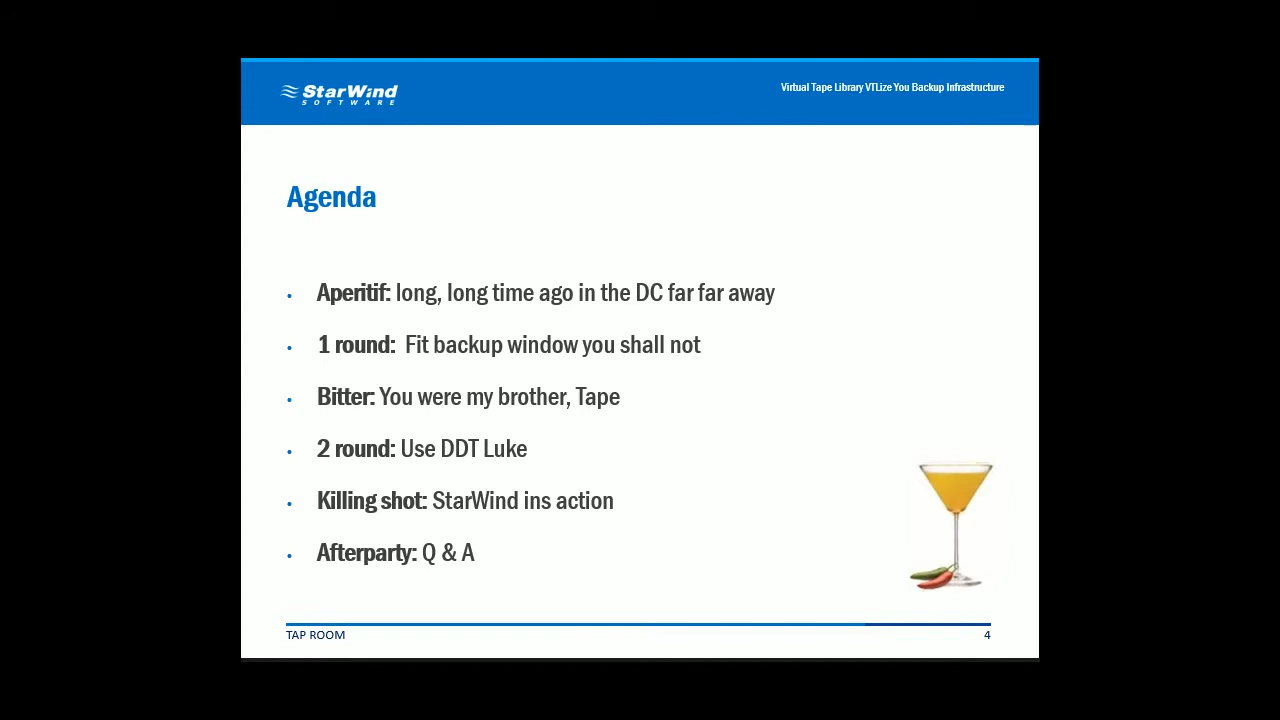 StarWind
SOFTWARE
Virtual Tape Library VTLize You Backup Infrastructure
Agenda
• Aperitif: long, long time ago in the DC far far away
• 1 round: Fit backup window you shall not
• Bitter: You were my brother, Tape
• 2 round: Use DDT Luke
• Killing shot: StarWind ins action
• Afterparty: Q & A
TAP ROOM
4